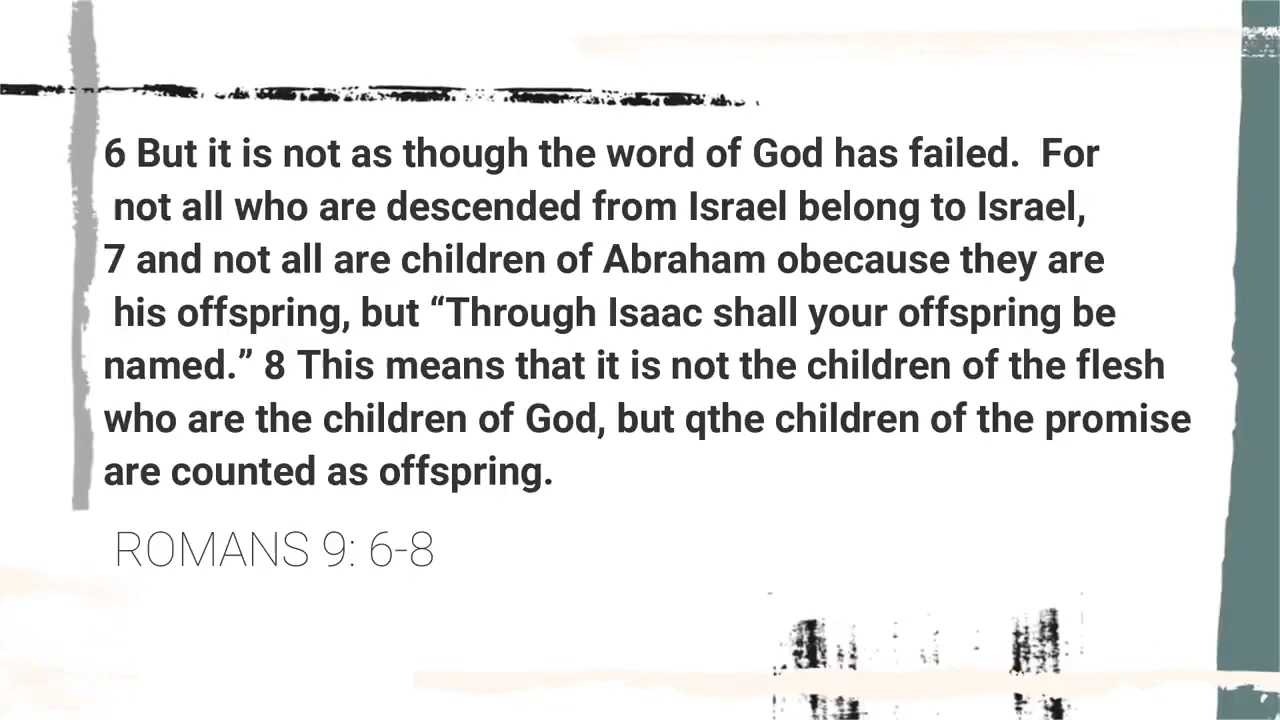 6 But it is not as though the word of God has failed.  For
not all who are descended from Israel belong to Israel,
7 and not all are children of Abraham obecause they are
his offspring, but “Through Isaac shall your offspring be
named.” 8 This means that it is not the children of the flesh
who are the children of God, but qthe children of the promise
are counted as offspring.
ROMANS 9: 6-8